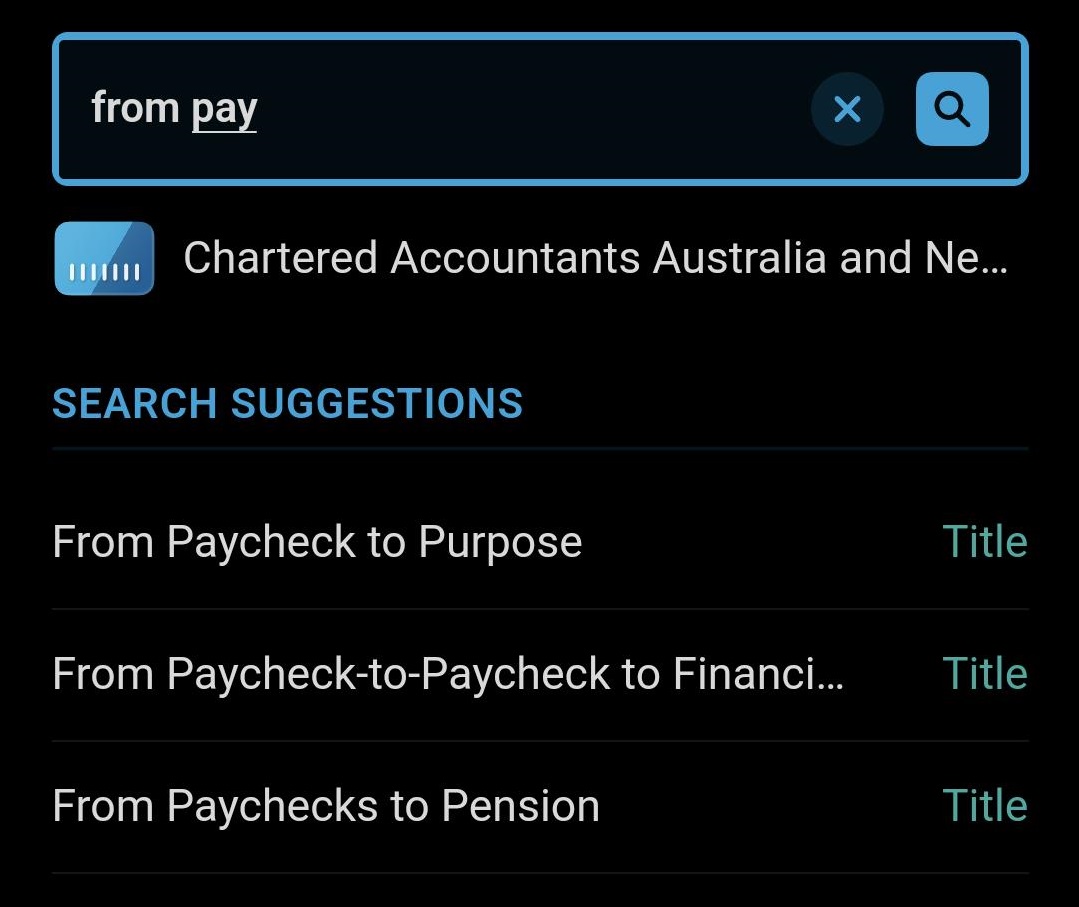 from pay
Chartered Accountants Australia and Ne...
SEARCH SUGGESTIONS
From Paycheck to Purpose Title
From Paycheck-to-Paycheck to Financi... Title
From Paychecks to Pension Title